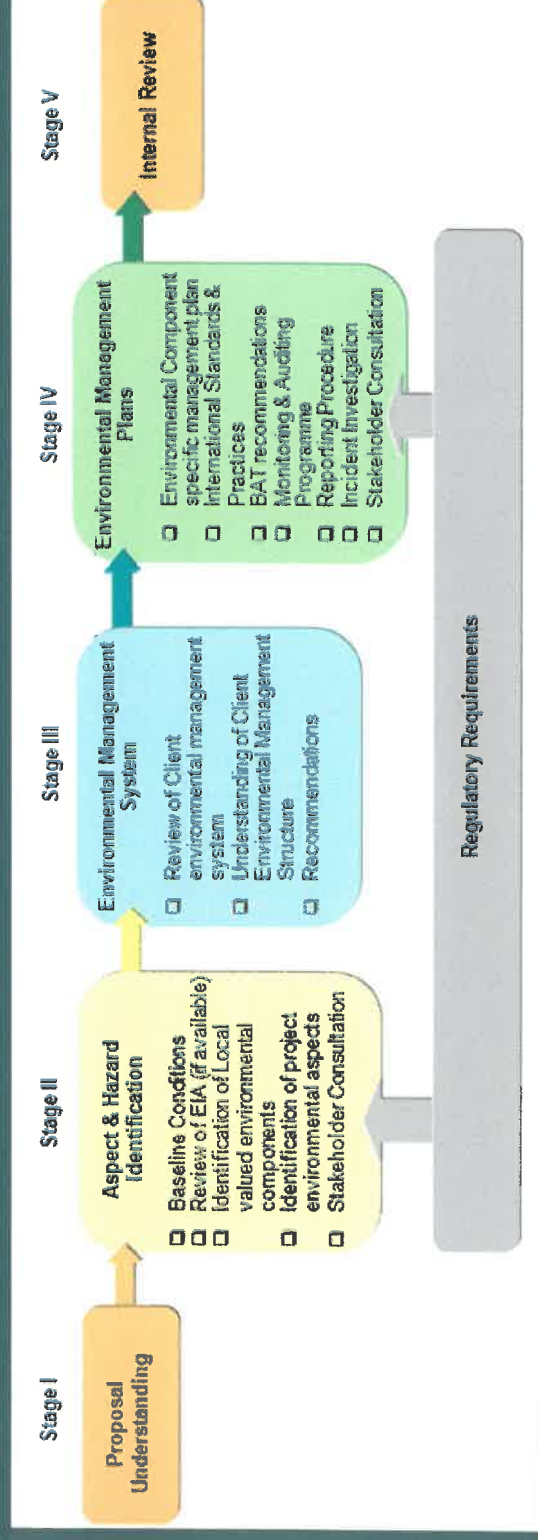 Stage I
Proposal
Understanding
Stage II
Aspect & Hazard
Identification
❑ Baseline Conditions
❑ Review of EIA (if available)
❑ Identification of Local
valued environmental
components
❑ Identification of project
environmental aspects
❑ Stakeholder Consultation
Stage III
Environmental Management
System
❑ Review of Client
environmental management
system
❑ Understanding of Client
Environmental Management
Structure
❑ Recommendations
Stage IV
Environmental Management
Plans
❑ Environmental Component
specific management plan
❑ International Standards &
Practices
❑ BAT recommendations
❑ Monitoring & Auditing
Programme
❑ Reporting Procedure
❑ Incident Investigation
❑ Stakeholder Consultation
Stage V
Internal Review
Regulatory Requirements